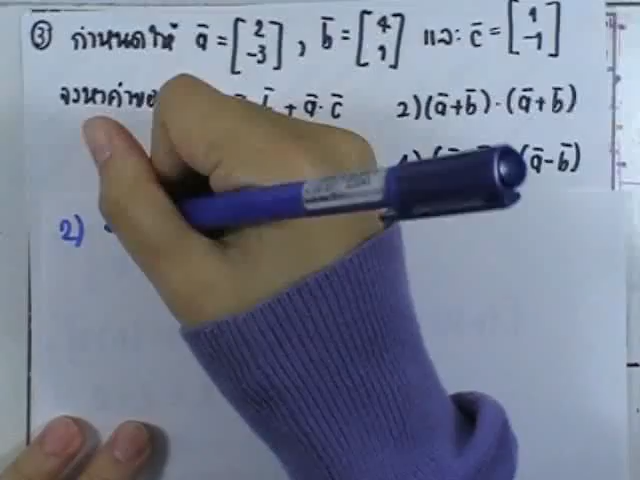 ③ กำหนดให้ ā = [2 -3] , b̄ = [4 1] และ c̄ = [1 -1]
จงหาค่าของ + ā · c̄ 2) (ā + b̄) · (ā + b̄)
(ā - b̄)
2)